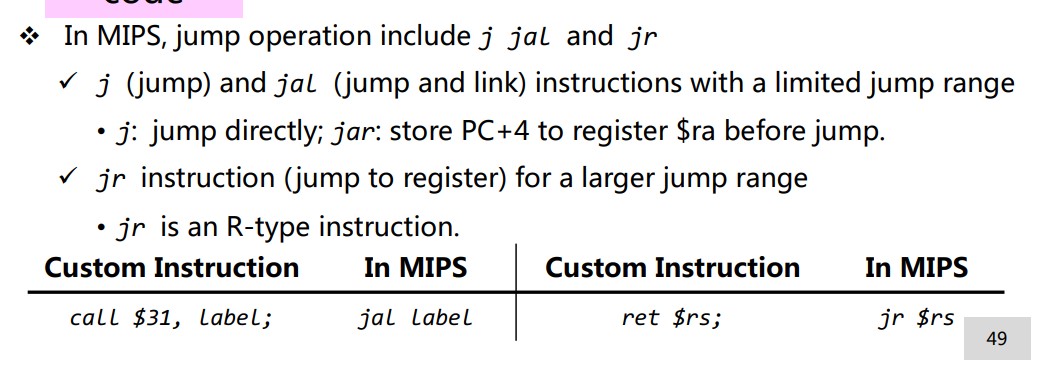 code
❖ In MIPS, jump operation include j jal and jr
✓ j (jump) and jal (jump and link) instructions with a limited jump range
• j: jump directly; jar: store PC+4 to register $ra before jump.
✓ jr instruction (jump to register) for a larger jump range
• jr is an R-type instruction.
Custom Instruction In MIPS Custom Instruction In MIPS
call $31, label; jal label ret $rs; jr $rs
49